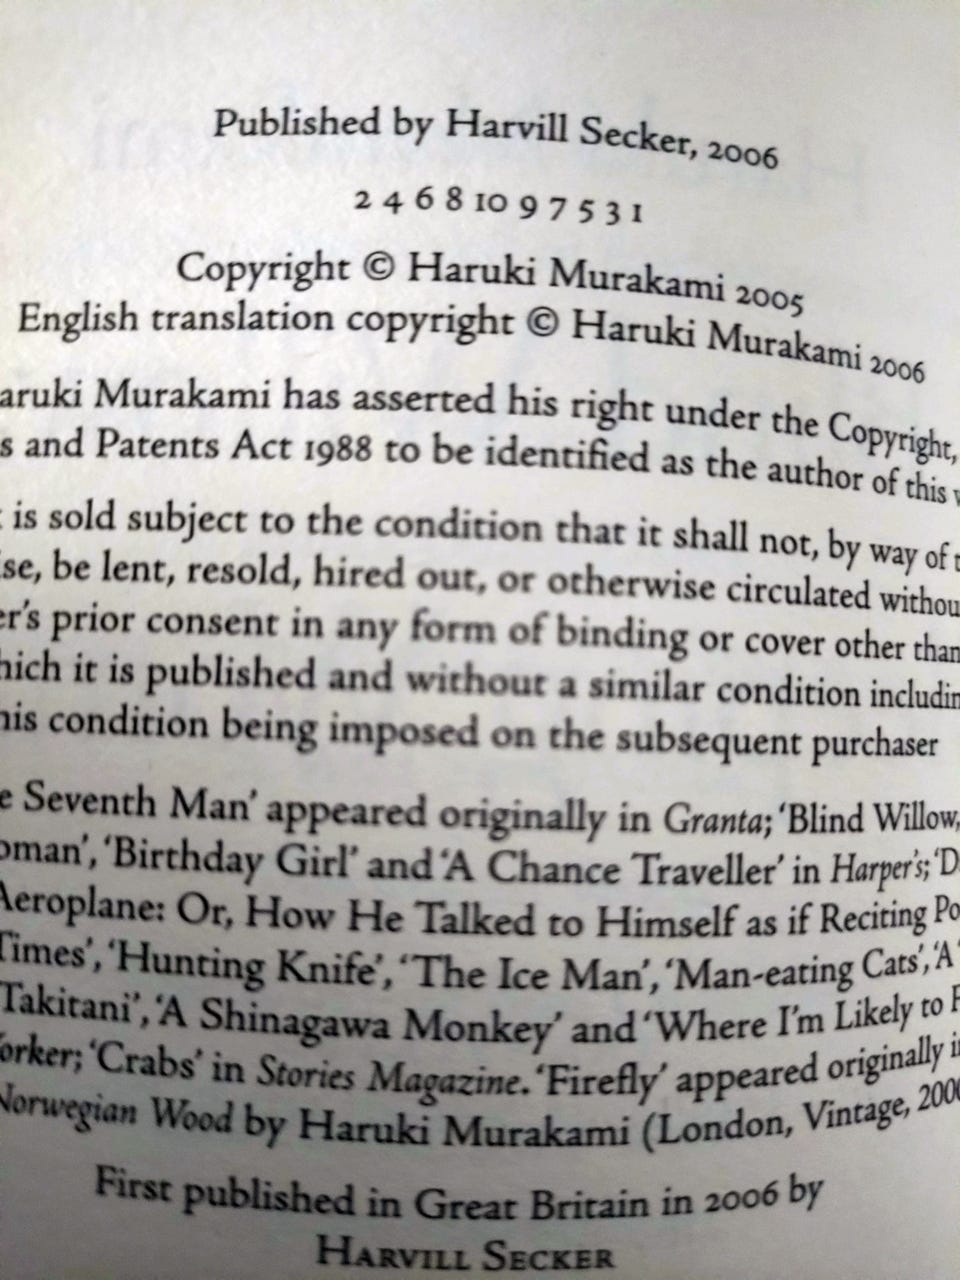 Published by Harvill Secker, 2006
2 4 6 8 10 9 7 5 3 1
Copyright © Haruki Murakami 2005
English translation copyright © Haruki Murakami 2006
aruki Murakami has asserted his right under the Copyright,
s and Patents Act 1988 to be identified as the author of this w
is sold subject to the condition that it shall not, by way of t
ise, be lent, resold, hired out, or otherwise circulated withou
er's prior consent in any form of binding or cover other than
hich it is published and without a similar condition includin
his condition being imposed on the subsequent purchaser
e Seventh Man' appeared originally in Granta; 'Blind Willow,
oman', 'Birthday Girl' and 'A Chance Traveller' in Harper's; 'D
Aeroplane: Or, How He Talked to Himself as if Reciting Po
Times', 'Hunting Knife', 'The Ice Man', 'Man-eating Cats', 'A
Takitani', 'A Shinagawa Monkey' and 'Where I'm Likely to F
orker; 'Crabs' in Stories Magazine. 'Firefly' appeared originally i
Norwegian Wood by Haruki Murakami (London, Vintage, 2000
First published in Great Britain in 2006 by
HARVILL SECKER